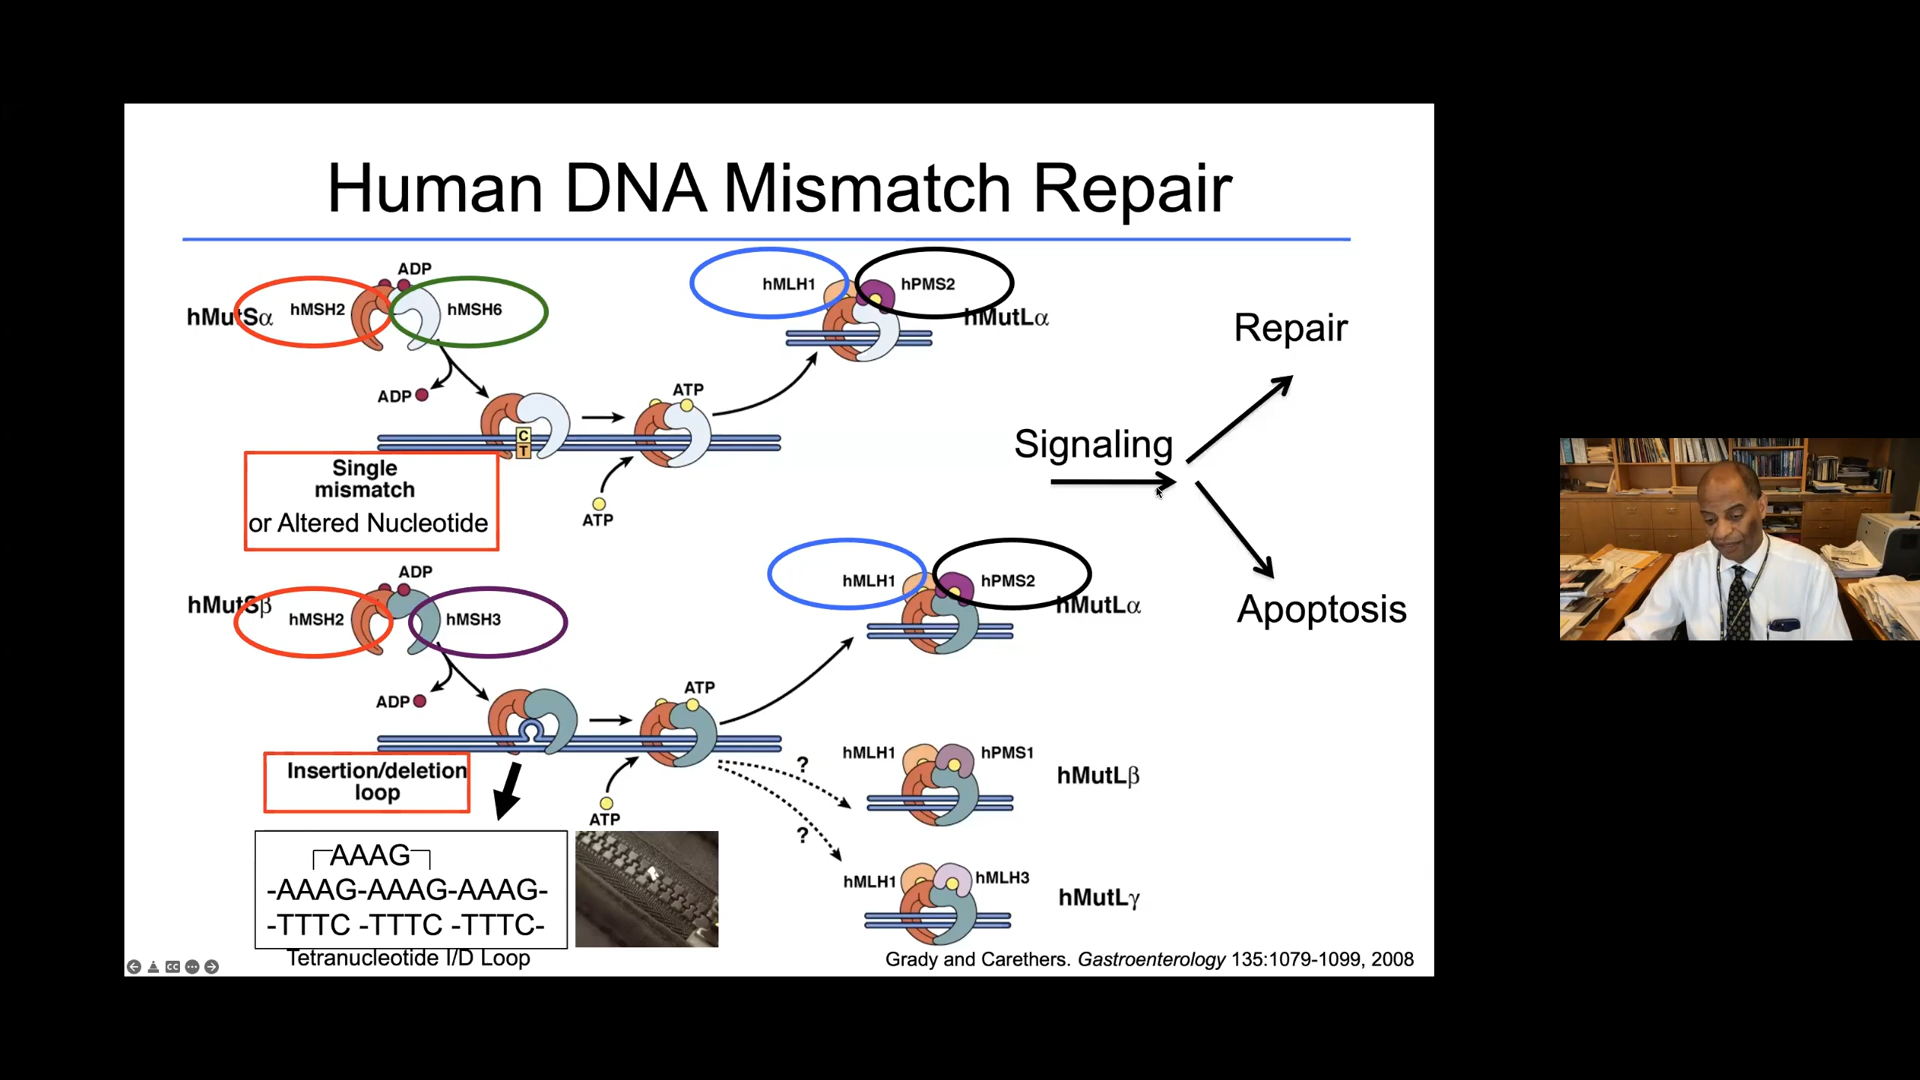 Human DNA Mismatch Repair
ADP
hMutSα
hMSH2
hMSH6
ADP
C
T
ATP
ATP
hMLH1
hPMS2
hMutLα
Single
mismatch
or Altered Nucleotide
Signaling
Repair
Apoptosis
ADP
hMutSβ
hMSH2
hMSH3
ADP
ATP
ATP
hMLH1
hPMS2
hMutLα
Insertion/deletion
loop
?
?
hMLH1
hPMS1
hMutLβ
hMLH1
hMLH3
hMutLγ
AAAG
-AAAG-AAAG-AAAG-
-TTTC -TTTC -TTTC-
Tetranucleotide I/D Loop
Grady and Carethers. Gastroenterology 135:1079-1099, 2008
CC